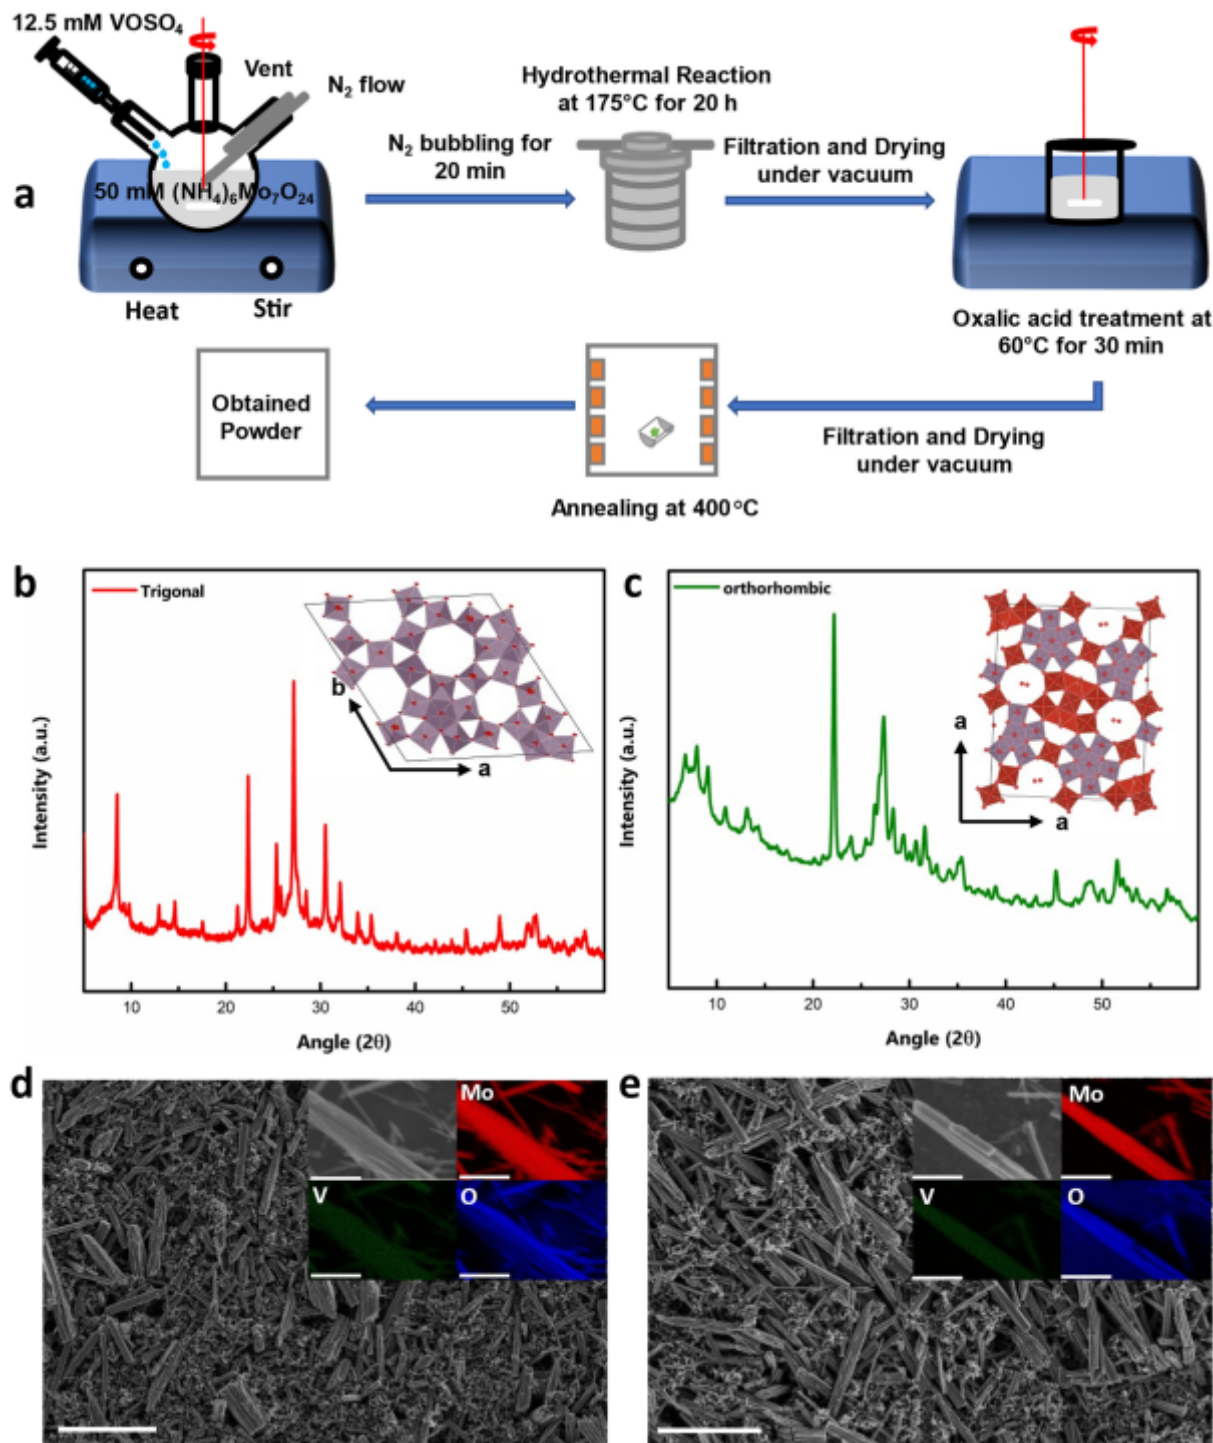 12.5 mM VOSO₄
Vent
N₂ flow
50 mM (NH₄)₆Mo₇O₂₄
Heat
Stir
a
N₂ bubbling for
20 min
Hydrothermal Reaction
at 175°C for 20 h
Filtration and Drying
under vacuum
Oxalic acid treatment at
60°C for 30 min
Filtration and Drying
under vacuum
Annealing at 400°C
Obtained
Powder
b
Trigonal
b
a
Intensity (a.u.)
10 20 30 40 50
Angle (2θ)
c
orthorhombic
a
a
Intensity (a.u.)
10 20 30 40 50
Angle (2θ)
d
Mo
V
O
e
Mo
V
O